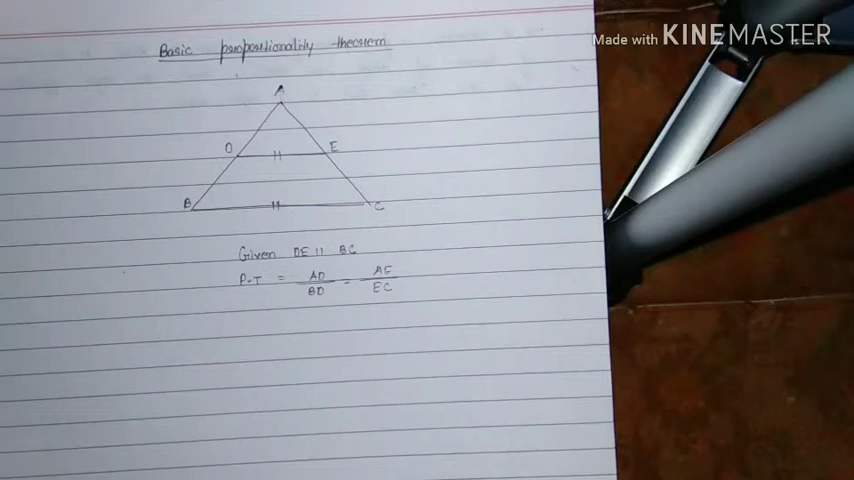 Basic proportionality theorem
Made with KINEMASTER
A
D E
B C
Given DE || BC
P.T = AD / BD = AE / EC